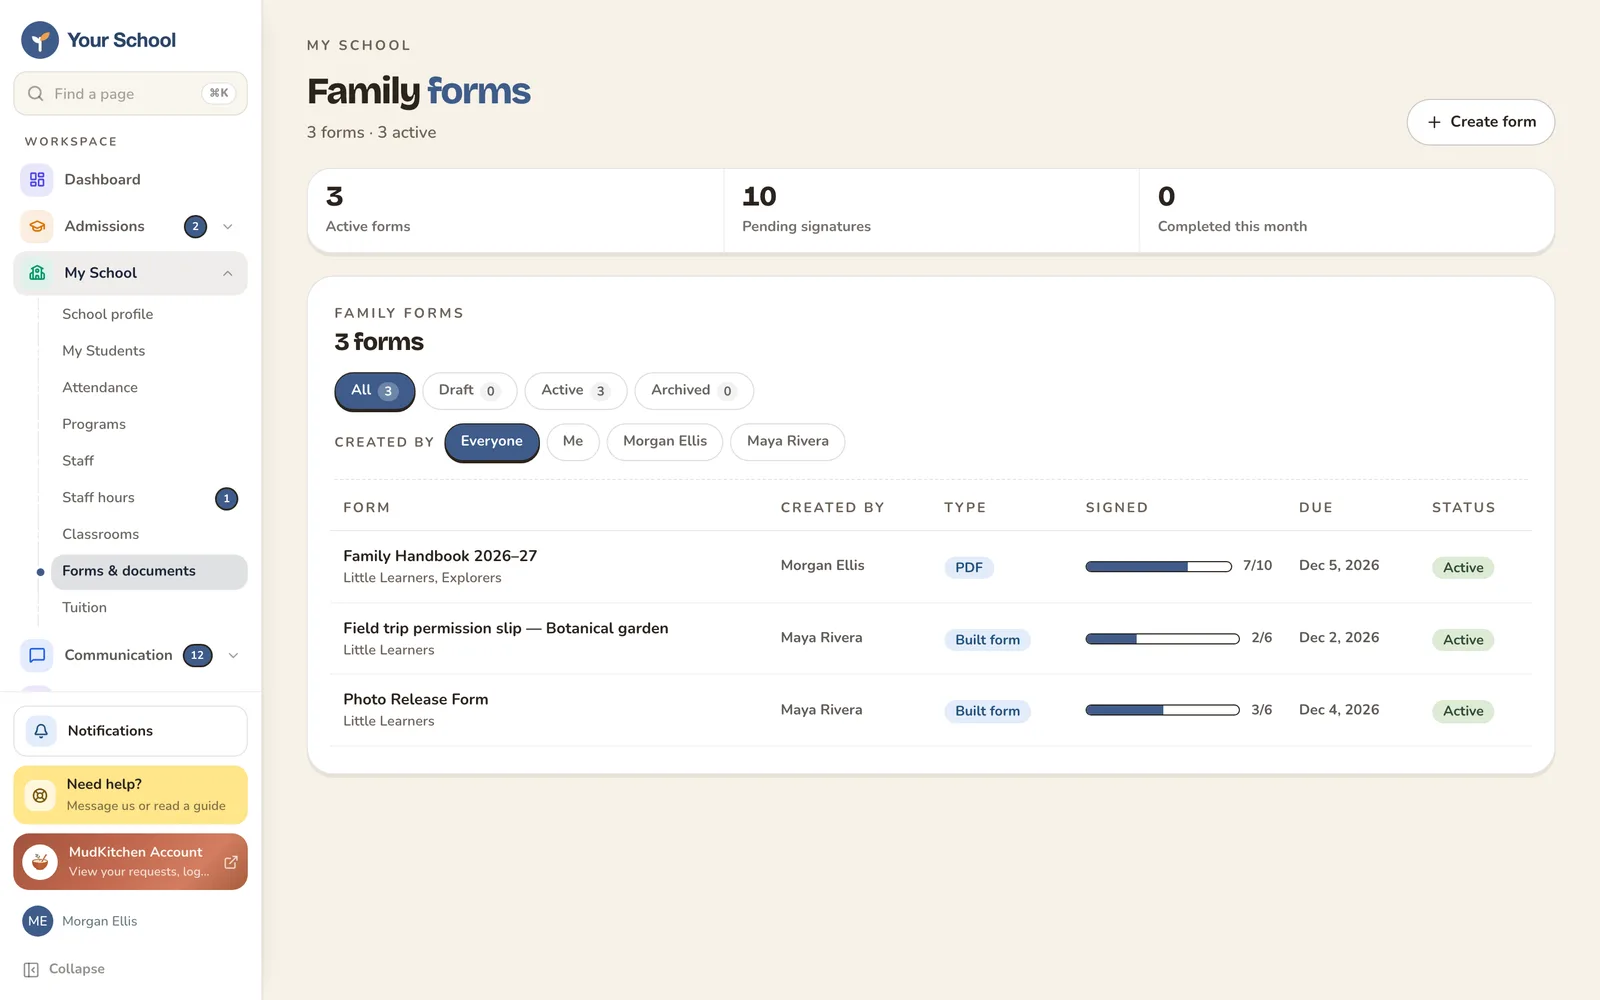 Your School
Find a page ⌘K
WORKSPACE
Dashboard
Admissions 2
My School
School profile
My Students
Attendance
Programs
Staff
Staff hours 1
Classrooms
Forms & documents
Tuition
Communication 12
Notifications
Need help?
Message us or read a guide
MudKitchen Account
View your requests, log...
ME Morgan Ellis
Collapse
MY SCHOOL
Family forms
3 forms · 3 active
+ Create form
3
Active forms
10
Pending signatures
0
Completed this month
FAMILY FORMS
3 forms
All 3 Draft 0 Active 3 Archived 0
CREATED BY Everyone Me Morgan Ellis Maya Rivera
FORM CREATED BY TYPE SIGNED DUE STATUS
Family Handbook 2026–27
Little Learners, Explorers
Morgan Ellis PDF 7/10 Dec 5, 2026 Active
Field trip permission slip — Botanical garden
Little Learners
Maya Rivera Built form 2/6 Dec 2, 2026 Active
Photo Release Form
Little Learners
Maya Rivera Built form 3/6 Dec 4, 2026 Active